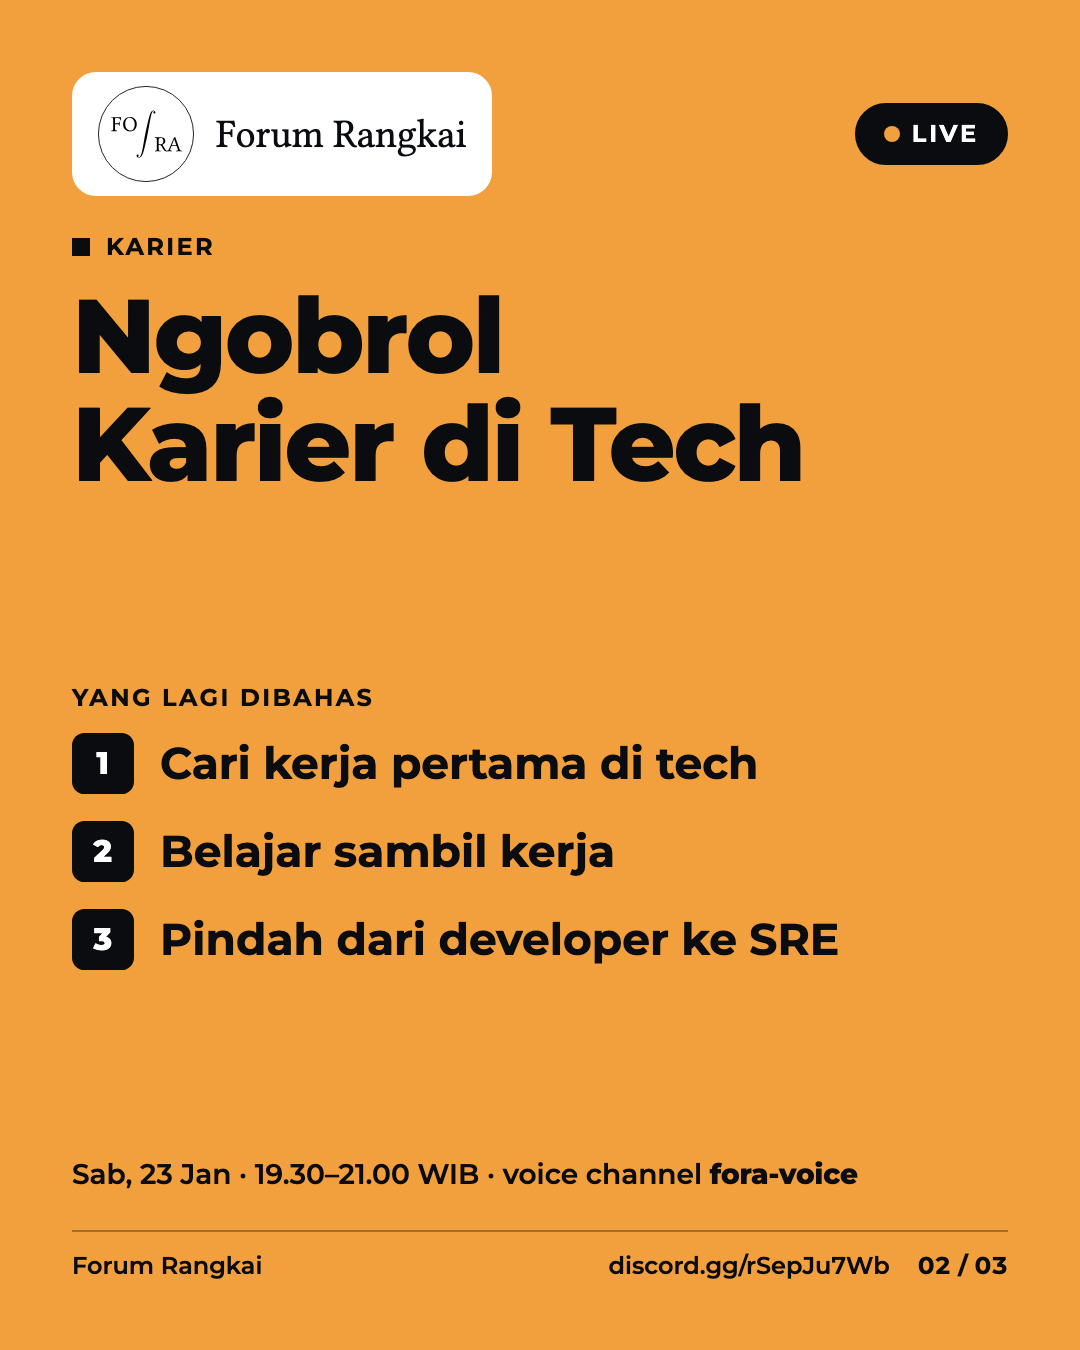 FO
RA
Forum Rangkai
LIVE
KARIER
Ngobrol
Karier di Tech
YANG LAGI DIBAHAS
1 Cari kerja pertama di tech
2 Belajar sambil kerja
3 Pindah dari developer ke SRE
Sab, 23 Jan · 19.30–21.00 WIB · voice channel fora-voice
Forum Rangkai
discord.gg/rSepJu7Wb 02 / 03